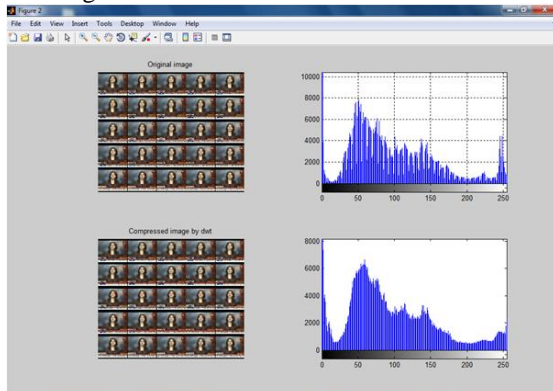 Figure 2
File Edit View Insert Tools Desktop Window Help
Original image
10000
8000
6000
4000
2000
0
0 50 100 150 200 250
Compressed image by dwt
8000
6000
4000
2000
0
0 50 100 150 200 250